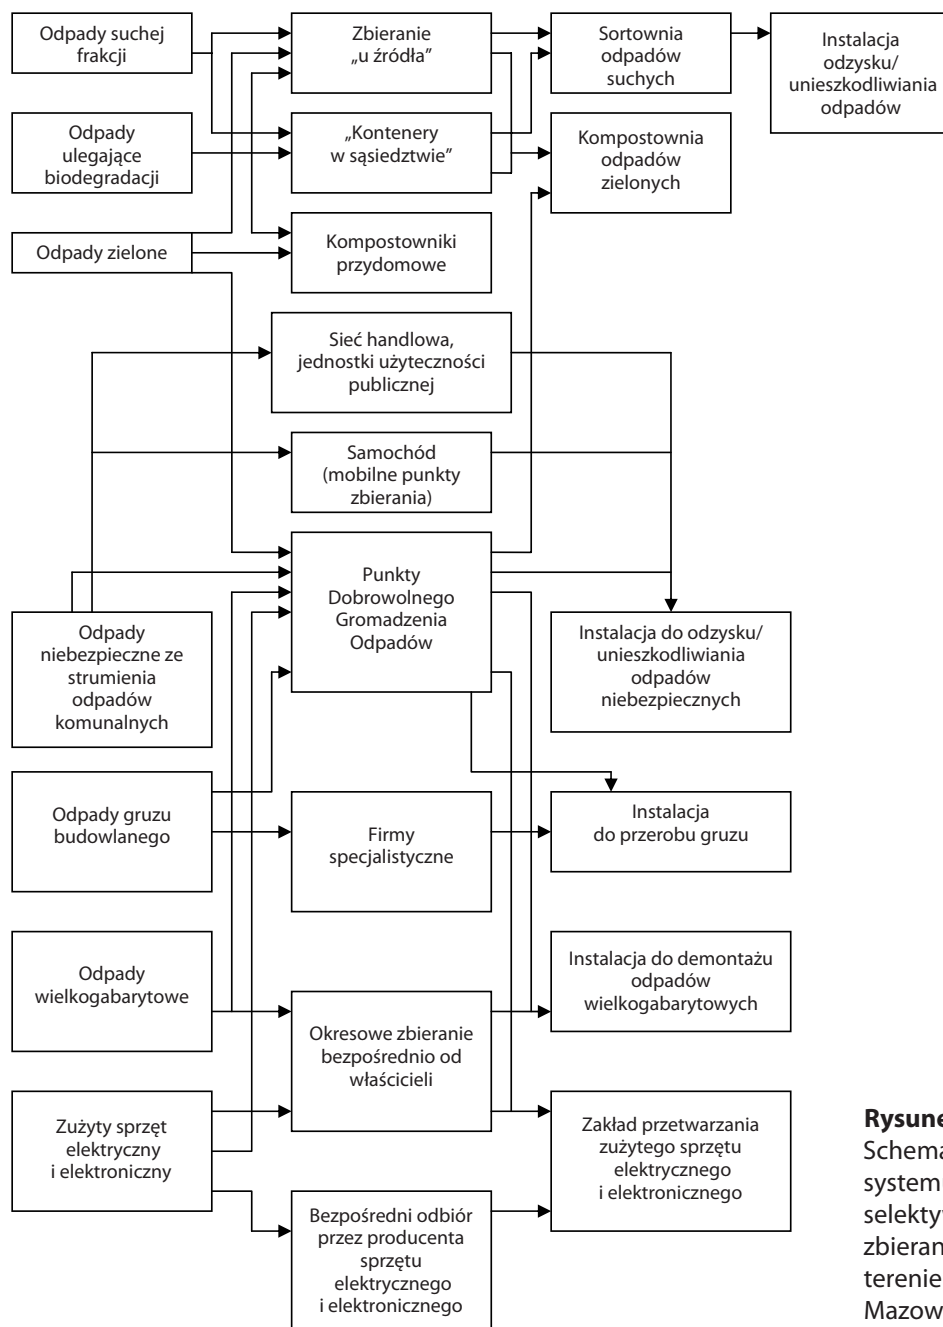 Odpady suchej
frakcji
Zbieranie
„u źródła”
Sortownia
odpadów
suchych
Instalacja
odzysku/
unieszkodliwiania
odpadów
Odpady
ulegające
biodegradacji
„Kontenery
w sąsiedztwie”
Kompostownia
odpadów
zielonych
Odpady zielone
Kompostowniki
przydomowe
Sieć handlowa,
jednostki użyteczności
publicznej
Samochód
(mobilne punkty
zbierania)
Punkty
Dobrowolnego
Gromadzenia
Odpadów
Odpady
niebezpieczne ze
strumienia
odpadów
komunalnych
Instalacja do odzysku/
unieszkodliwiania
odpadów
niebezpiecznych
Odpady gruzu
budowlanego
Firmy
specjalistyczne
Instalacja
do przerobu gruzu
Odpady
wielkogabarytowe
Okresowe zbieranie
bezpośrednio od
właścicieli
Instalacja do demontażu
odpadów
wielkogabarytowych
Zużyty sprzęt
elektryczny
i elektroniczny
Bezpośredni odbiór
przez producenta
sprzętu
elektrycznego
i elektronicznego
Zakład przetwarzania
zużytego sprzętu
elektrycznego
i elektronicznego
Schema
system
terenie